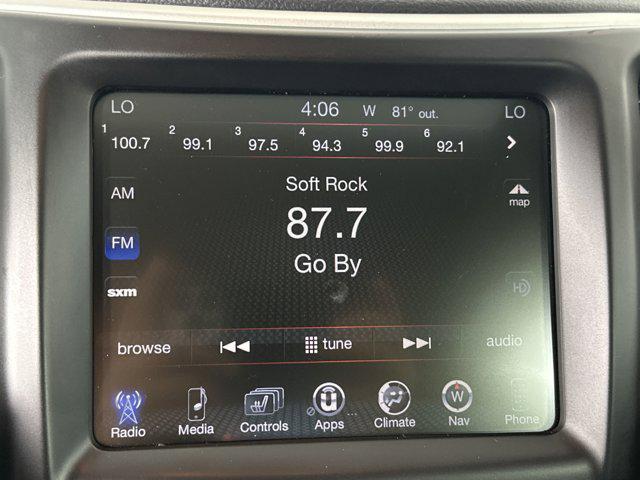 LO 4:06 W 81° out. LO
1 100.7 2 99.1 3 97.5 4 94.3 5 99.9 6 92.1
Soft Rock
AM
map
87.7
FM
Go By
HD
sxm
browse tune audio
W
Radio Media Controls Apps Climate Nav Phone